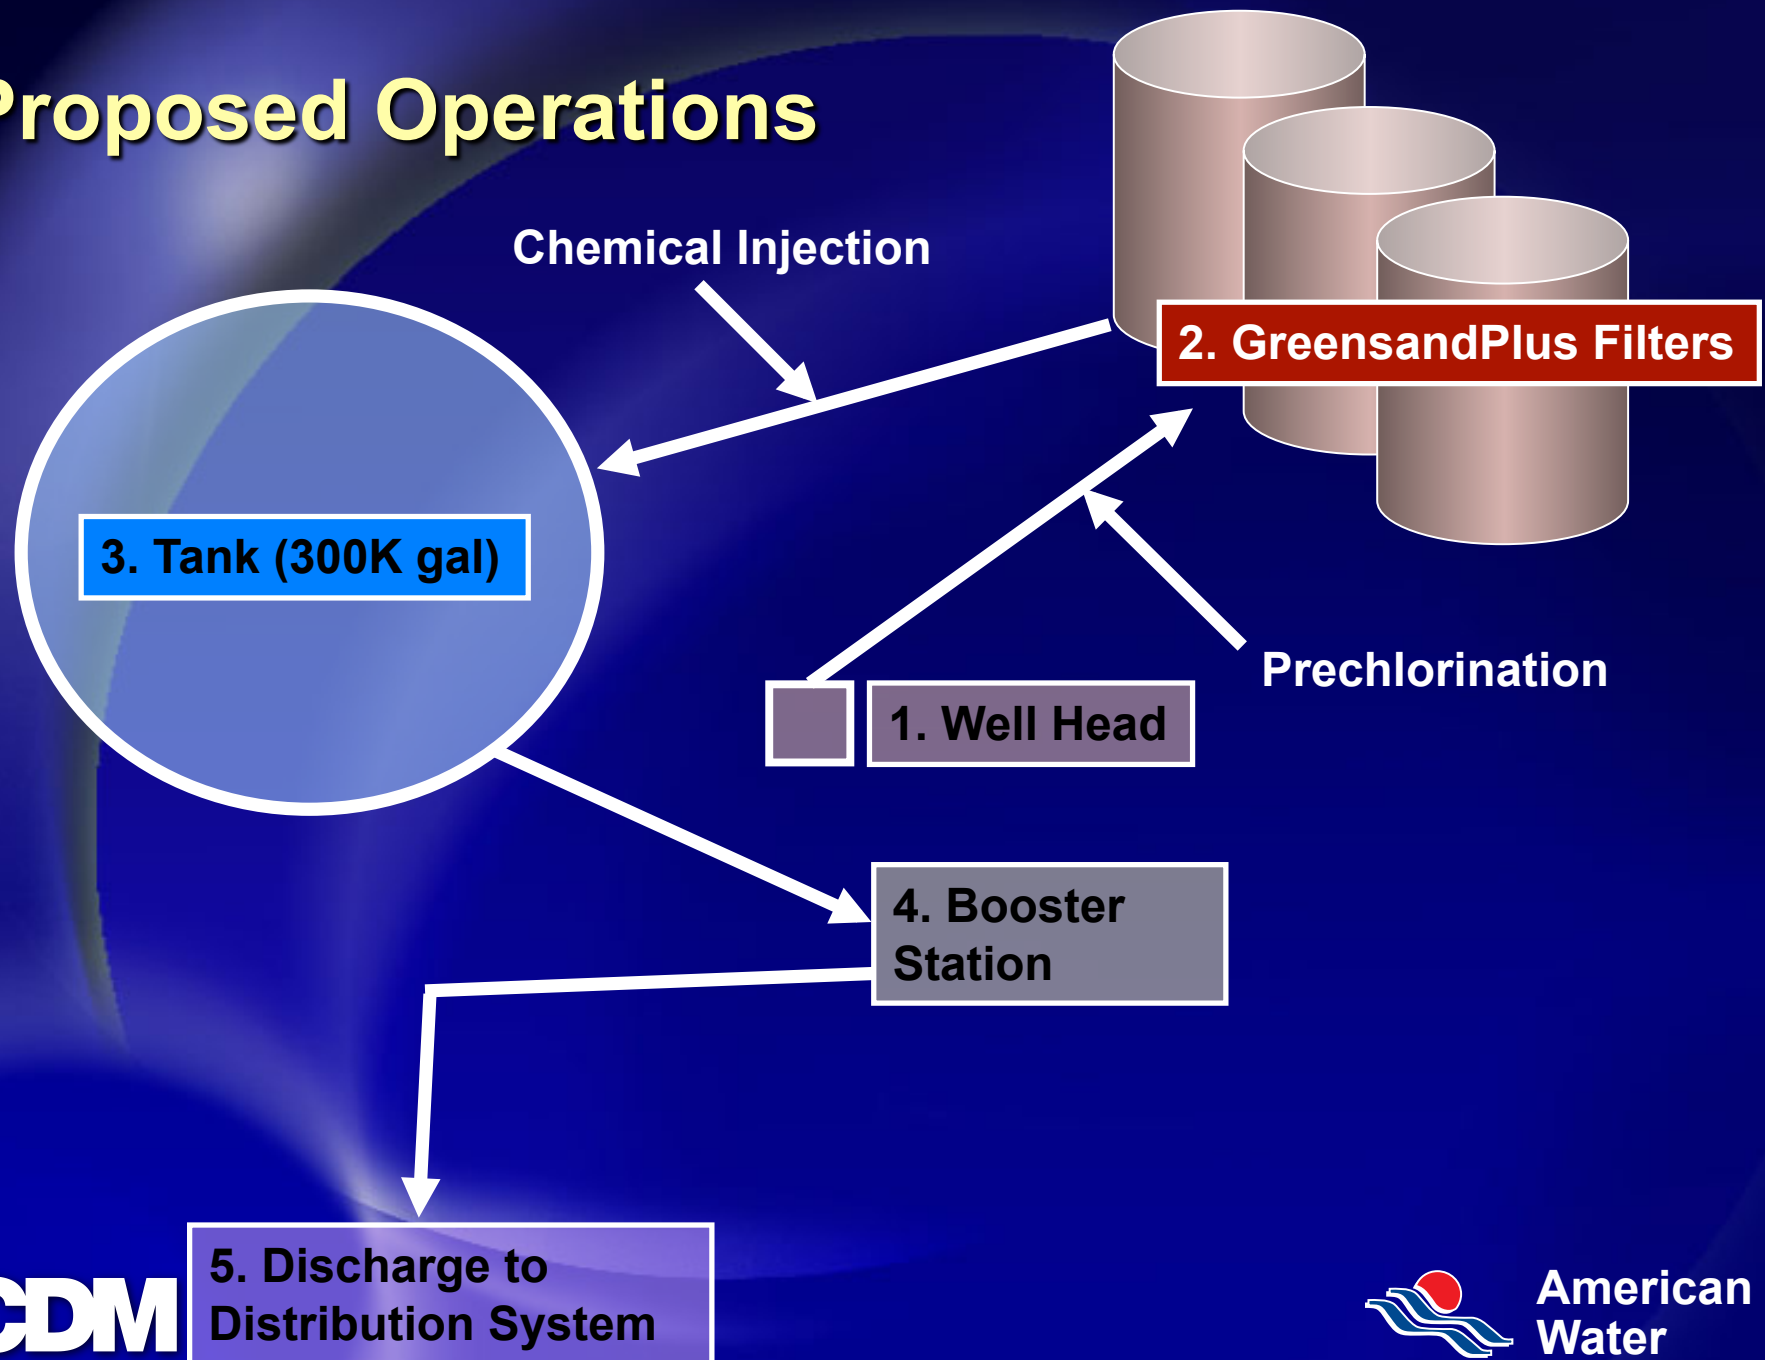 Proposed Operations
Chemical Injection
2. GreensandPlus Filters
3. Tank (300K gal)
Prechlorination
1. Well Head
4. Booster
Station
5. Discharge to
Distribution System
CDM
American
Water